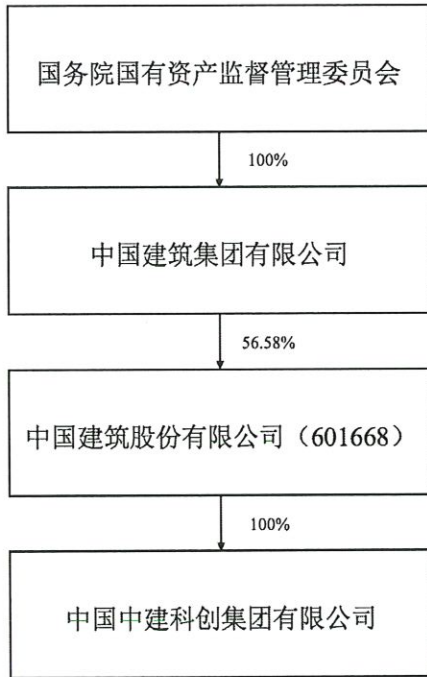 国务院国有资产监督管理委员会
100%
中国建筑集团有限公司
56.58%
中国建筑股份有限公司（601668）
100%
中国中建科创集团有限公司